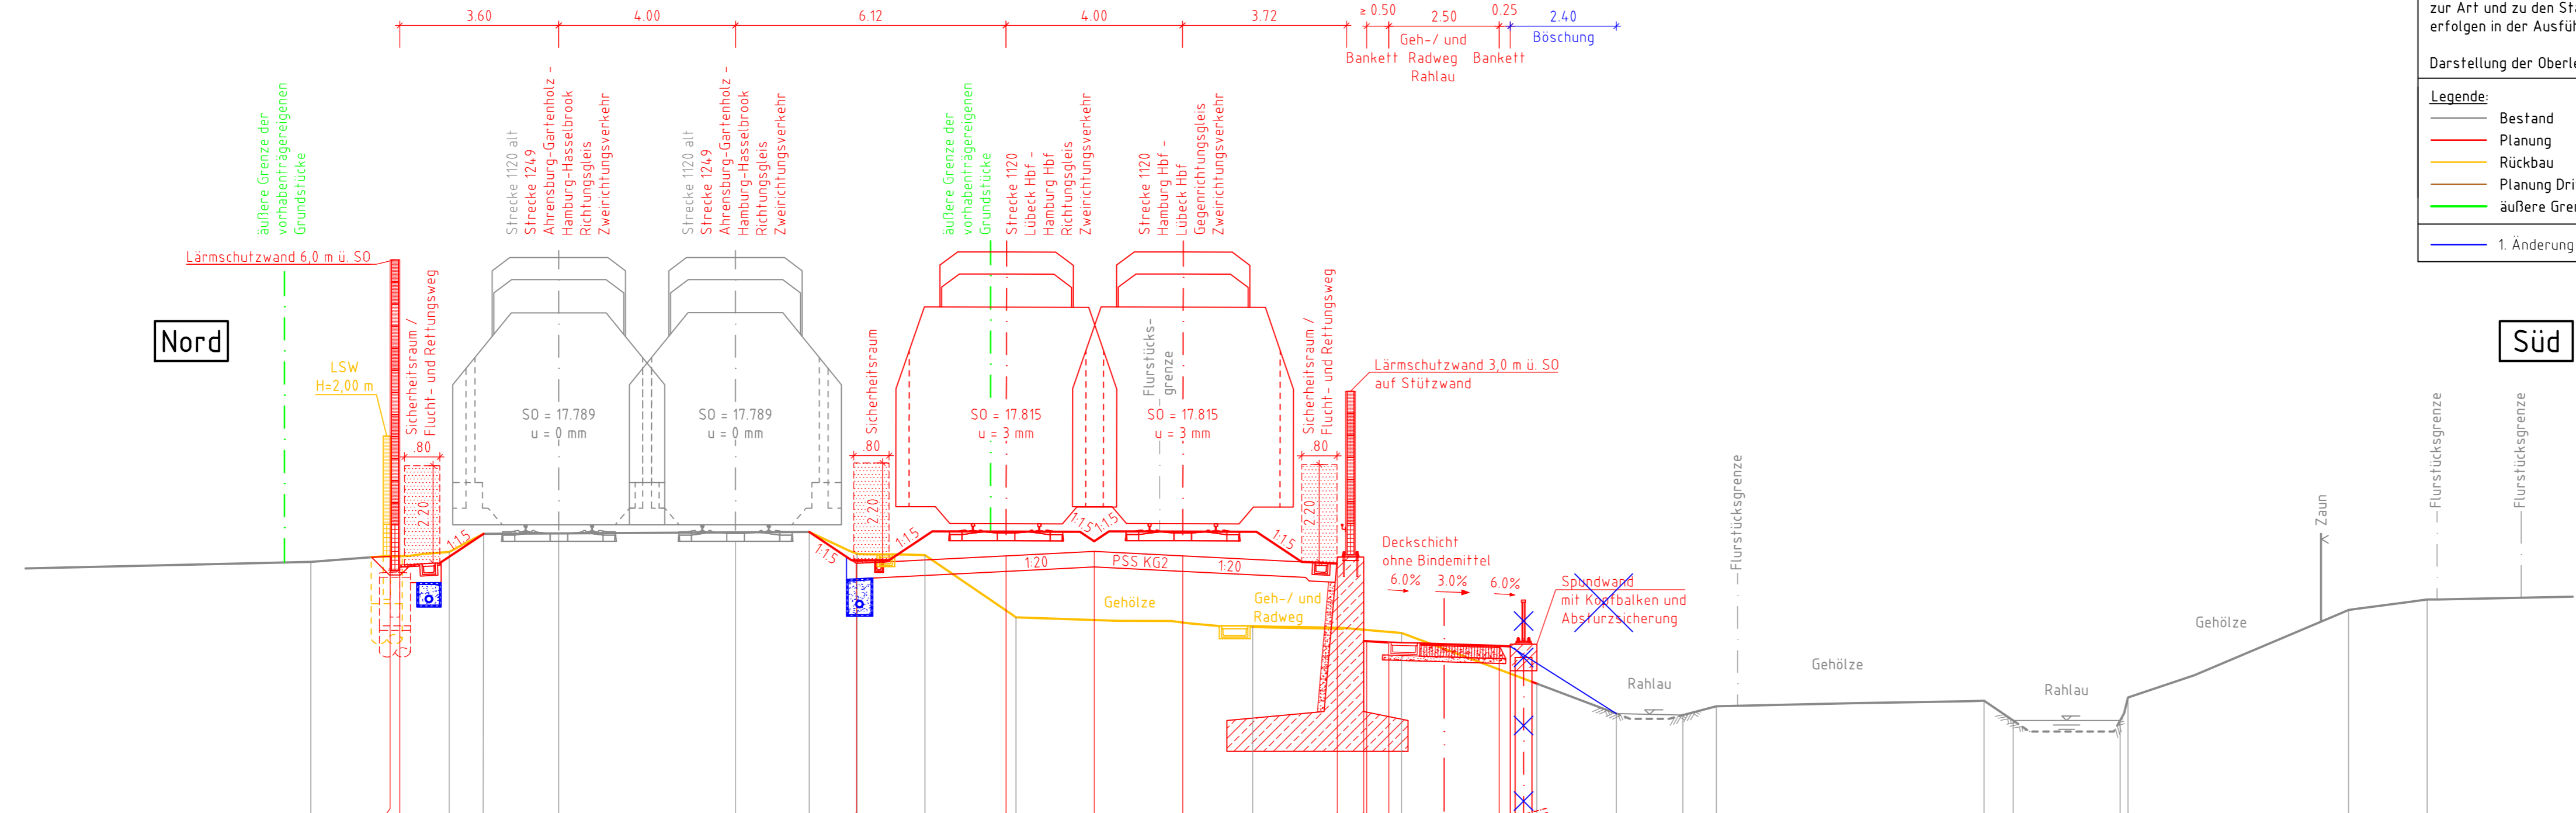 3.60
4.00
6.12
4.00
3.72
≥ 0.50
2.50
0.25
2.40
Bankett
Geh-/ und
Radweg
Rahlau
Bankett
Böschung
zur Art und zu den
erfolgen in der
Darstellung der
Legende:
Bestand
Planung
Rückbau
Planung
äußere
1. Änderung
äußere Grenze der
vorhabenträgereigenen
Grundstücke
Strecke 1120 alt
Strecke 1249
Ahrensburg-Gartenholz -
Hamburg-Hasselbrook
Richtungsgleis
Zweirichtungsverkehr
Strecke 1120 alt
Strecke 1249
Ahrensburg-Gartenholz -
Hamburg-Hasselbrook
Richtungsgleis
Zweirichtungsverkehr
äußere Grenze der
vorhabenträgereigenen
Grundstücke
Strecke 1120
Lübeck Hbf -
Hamburg Hbf
Richtungsgleis
Zweirichtungsverkehr
Strecke 1120
Hamburg Hbf -
Lübeck Hbf
Gegenrichtungsgleis
Zweirichtungsverkehr
Lärmschutzwand 6,0 m ü. SO
Nord
Süd
LSW
H=2,00 m
Sicherheitsraum /
Flucht- und Rettungsweg
.80
2.20
1:1.5
SO = 17.789
u = 0 mm
SO = 17.789
u = 0 mm
Sicherheitsraum
.80
2.20
1:1.5
1:1.5
SO = 17.815
u = 3 mm
Flurstücks-
grenze
SO = 17.815
u = 3 mm
1:1.5
1:1.5
1:1.5
Sicherheitsraum /
Flucht- und Rettungsweg
.80
2.20
Lärmschutzwand 3,0 m ü. SO
auf Stützwand
1:20
PSS KG2
1:20
Gehölze
Geh-/ und
Radweg
Deckschicht
ohne Bindemittel
6.0%
3.0%
6.0%
Spundwand
mit Kopfbalken und
Absturzsicherung
Rahlau
Flurstücksgrenze
Gehölze
Rahlau
Gehölze
Zaun
Flurstücksgrenze
Flurstücksgrenze